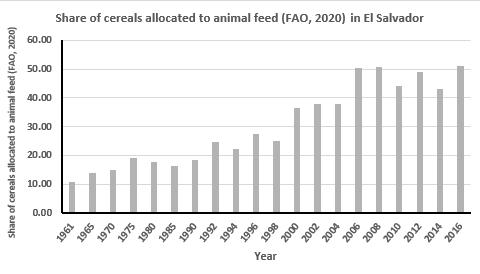 Share of cereals allocated to animal feed (FAO, 2020) in El Salvador
Share of cereals allocated to animal feed (FAO, 2020)
60.00
50.00
40.00
30.00
20.00
10.00
0.00
1961 1965 1970 1975 1980 1985 1990 1992 1994 1996 1998 2000 2002 2004 2006 2008 2010 2012 2014 2016
Year